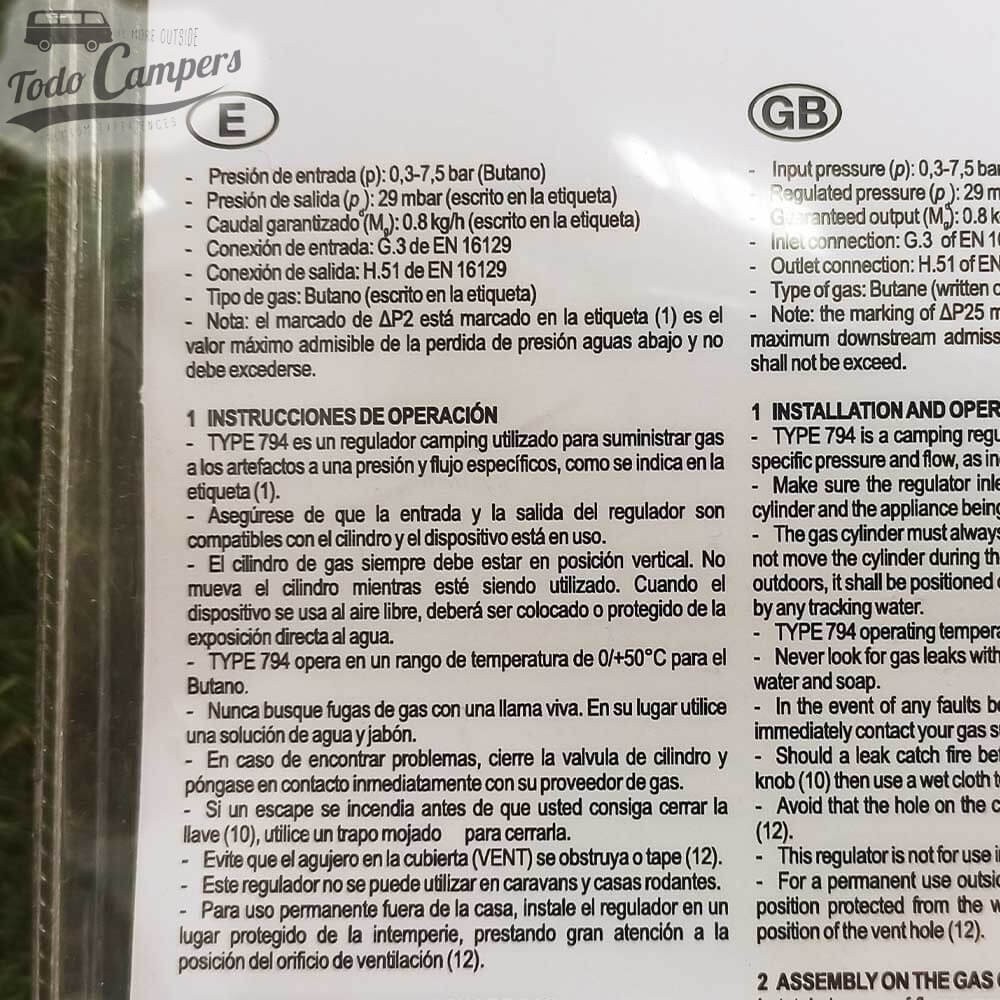 MORE OUTSIDE
Todo Campers
E
- Presión de entrada (p): 0,3-7,5 bar (Butano)
- Presión de salida (pd): 29 mbar (escrito en la etiqueta)
- Caudal garantizado (Mg): 0.8 kg/h (escrito en la etiqueta)
- Conexión de entrada: G.3 de EN 16129
- Conexión de salida: H.51 de EN 16129
- Tipo de gas: Butano (escrito en la etiqueta)
- Nota: el marcado de ΔP2 está marcado en la etiqueta (1) es el
valor máximo admisible de la perdida de presión aguas abajo y no
debe excederse.
1 INSTRUCCIONES DE OPERACIÓN
- TYPE 794 es un regulador camping utilizado para suministrar gas
a los artefactos a una presión y flujo específicos, como se indica en la
etiqueta (1).
- Asegúrese de que la entrada y la salida del regulador son
compatibles con el cilindro y el dispositivo está en uso.
- El cilindro de gas siempre debe estar en posición vertical. No
mueva el cilindro mientras esté siendo utilizado. Cuando el
dispositivo se usa al aire libre, deberá ser colocado o protegido de la
exposición directa al agua.
- TYPE 794 opera en un rango de temperatura de 0/+50°C para el
Butano.
- Nunca busque fugas de gas con una llama viva. En su lugar utilice
una solución de agua y jabón.
- En caso de encontrar problemas, cierre la valvula de cilindro y
póngase en contacto inmediatamente con su proveedor de gas.
- Si un escape se incendia antes de que usted consiga cerrar la
llave (10), utilice un trapo mojado para cerrarla.
- Evite que el agujero en la cubierta (VENT) se obstruya o tape (12).
- Este regulador no se puede utilizar en caravans y casas rodantes.
- Para uso permanente fuera de la casa, instale el regulador en un
lugar protegido de la intemperie, prestando gran atención a la
posición del orificio de ventilación (12).
GB
- Input pressure (p): 0,3-7,5 bar
- Regulated pressure (pd): 29 m
- Guaranteed output (Mg): 0.8 k
- Inlet connection: G.3 of EN 16
- Outlet connection: H.51 of EN
- Type of gas: Butane (written o
- Note: the marking of ΔP25 m
maximum downstream admiss
shall not be exceed.
1 INSTALLATION AND OPER
- TYPE 794 is a camping regu
specific pressure and flow, as in
- Make sure the regulator inle
cylinder and the appliance being
- The gas cylinder must always
not move the cylinder during th
outdoors, it shall be positioned
by any tracking water.
- TYPE 794 operating tempera
- Never look for gas leaks with
water and soap.
- In the event of any faults be
immediately contact your gas s
- Should a leak catch fire bef
knob (10) then use a wet cloth t
- Avoid that the hole on the c
(12).
- This regulator is not for use i
- For a permanent use outsid
position protected from the w
position of the vent hole (12).
2 ASSEMBLY ON THE GAS